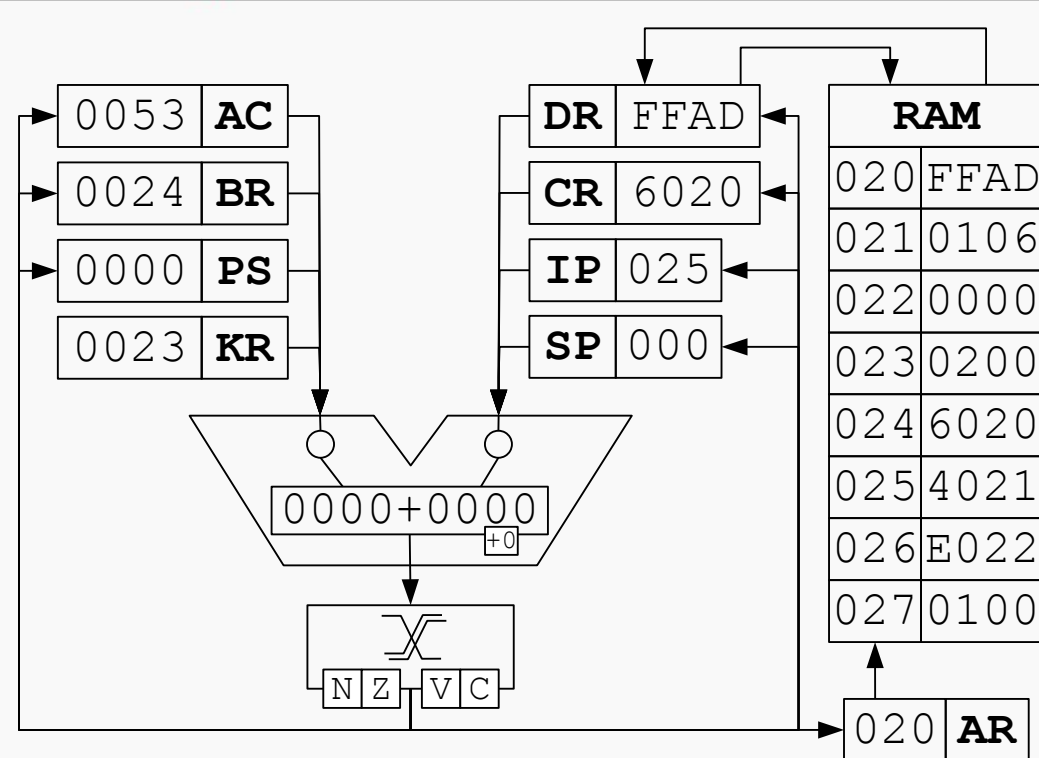 0053 AC
0024 BR
0000 PS
0023 KR
DR FFAD
CR 6020
IP 025
SP 000
0000+0000
+0
N Z V C
RAM
020 FFAD
021 0106
022 0000
023 0200
024 6020
025 4021
026 E022
027 0100
020 AR